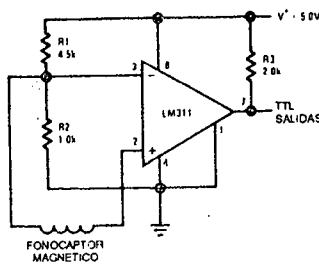 V⁺ = 5.0V
R1
4.5k
R3
2.0k
8
3
−
LM311
7
TTL
SALIDAS
R2
1.0k
2
+
4
1
FONOCAPTOR
MAGNETICO